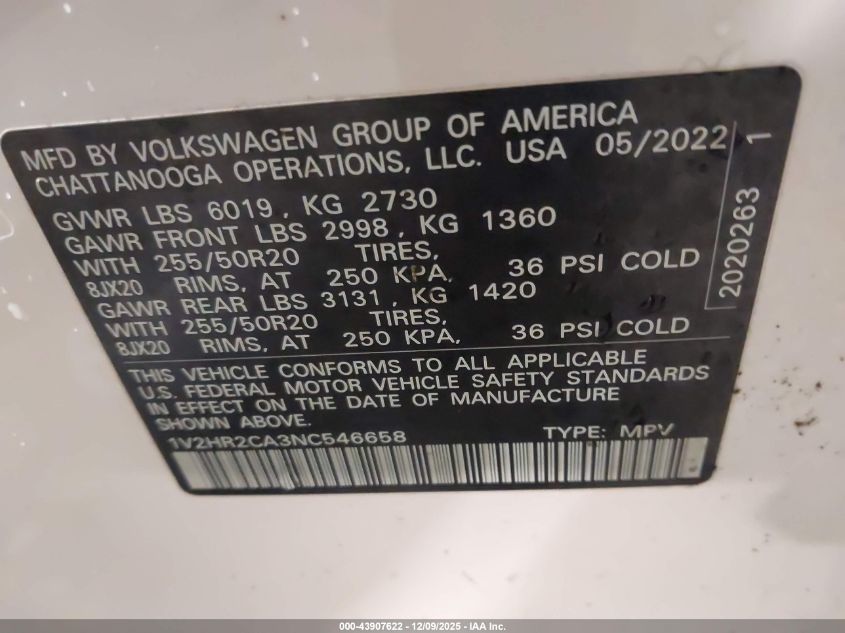 MFD BY VOLKSWAGEN GROUP OF AMERICA
CHATTANOOGA OPERATIONS, LLC. USA 05/2022
GVWR LBS 6019, KG 2730
GAWR FRONT LBS 2998, KG 1360
WITH 255/50R20 TIRES,
8JX20 RIMS, AT 250 KPA, 36 PSI COLD
GAWR REAR LBS 3131, KG 1420
WITH 255/50R20 TIRES,
8JX20 RIMS, AT 250 KPA, 36 PSI COLD
2020263 1
THIS VEHICLE CONFORMS TO ALL APPLICABLE
U.S. FEDERAL MOTOR VEHICLE SAFETY STANDARDS
IN EFFECT ON THE DATE OF MANUFACTURE
SHOWN ABOVE.
1V2HR2CA3NC546658 TYPE: MPV
000-43907622 - 12/09/2025 - IAA Inc.